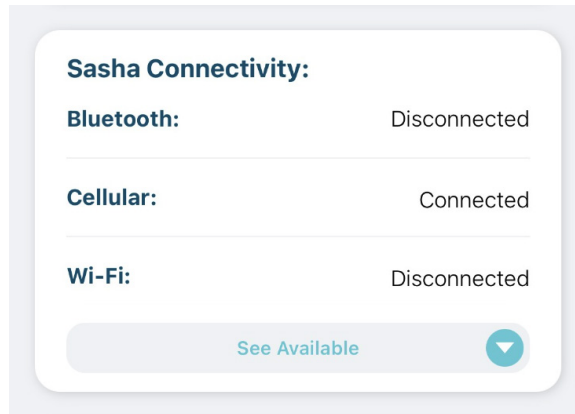 Sasha Connectivity:
Bluetooth: Disconnected
Cellular: Connected
Wi-Fi: Disconnected
See Available